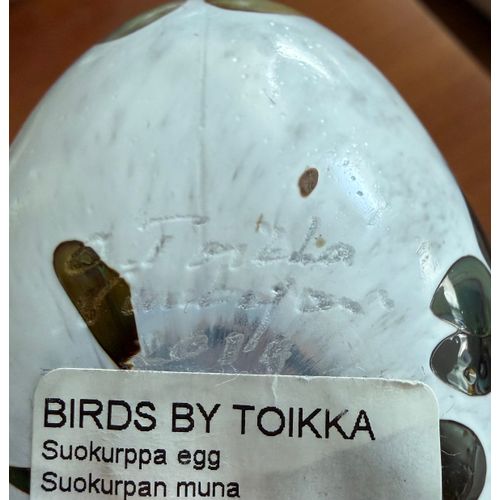 O. Toikka
BIRDS BY TOIKKA
Suokurppa egg
Suokurpan muna